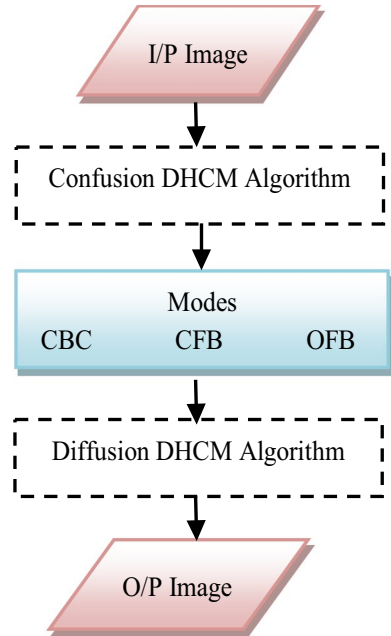 I/P Image
Confusion DHCM Algorithm
Modes
CBC CFB OFB
Diffusion DHCM Algorithm
O/P Image